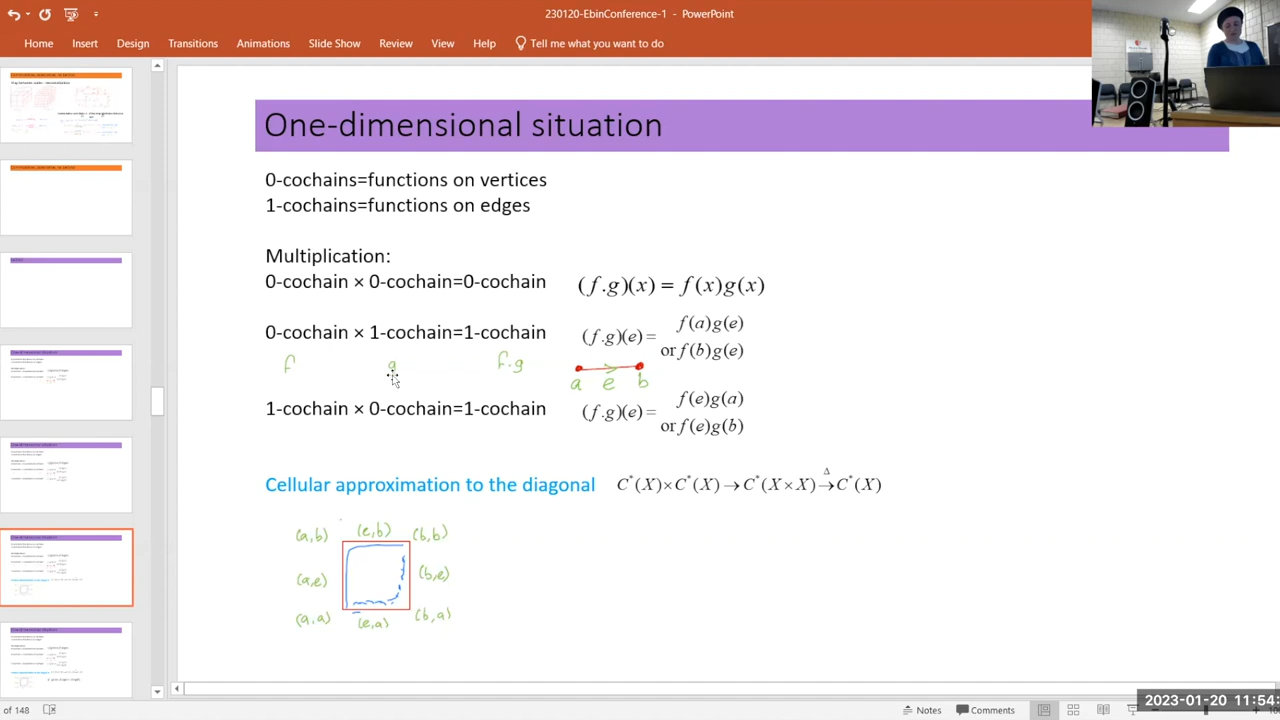 230120-EbinConference-1 - PowerPoint
Home Insert Design Transitions Animations Slide Show Review View Help Tell me what you want to do
One-dimensional situation
0-cochains=functions on vertices
1-cochains=functions on edges
Multiplication:
0-cochain × 0-cochain=0-cochain (f.g)(x) = f(x)g(x)
0-cochain × 1-cochain=1-cochain (f.g)(e)= f(a)g(e)
or f(b)g(e)
f g f.g
a e b
1-cochain × 0-cochain=1-cochain (f.g)(e)= f(e)g(a)
or f(e)g(b)
Cellular approximation to the diagonal C*(X)×C*(X)→C*(X×X)→^Δ C*(X)
(a,b) (e,b) (b,b)
(a,e) (b,e)
(a,a) (e,a) (b,a)
of 148 Notes Comments
2023-01-20 11:54: